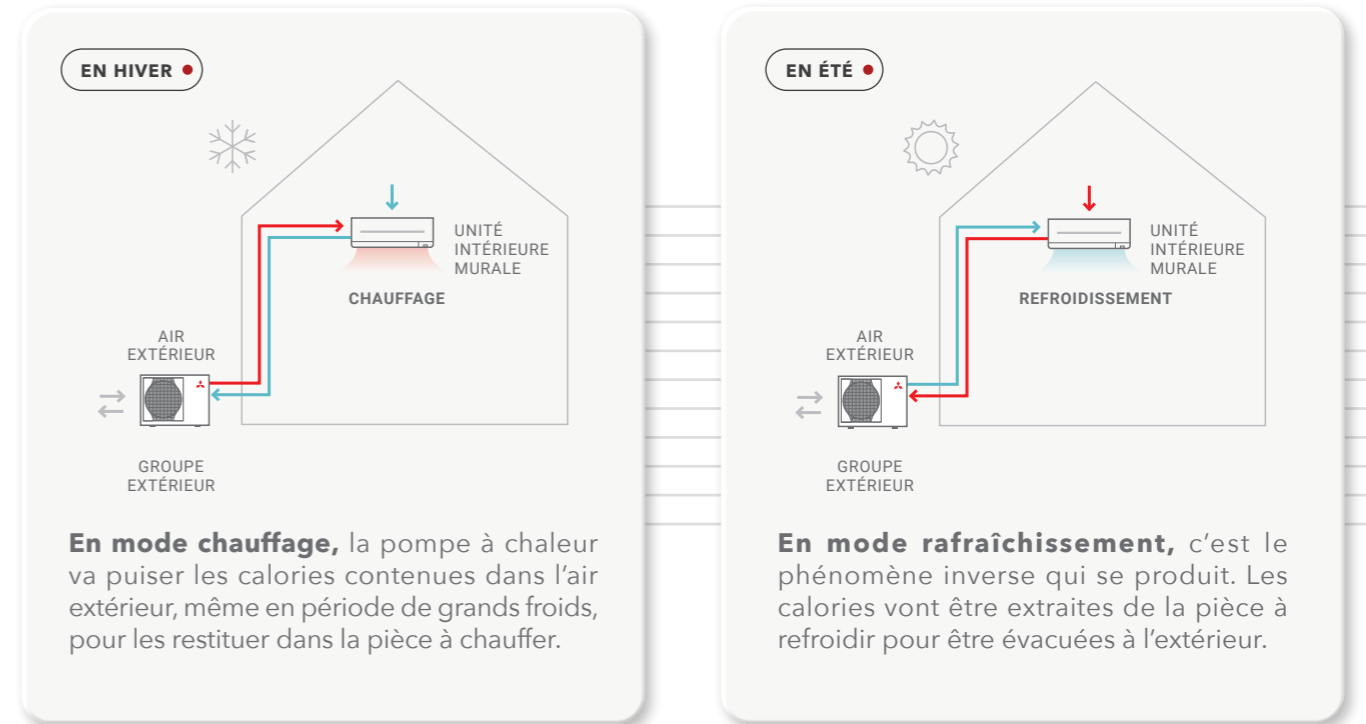 EN HIVER
UNITÉ
INTÉRIEURE
MURALE
CHAUFFAGE
AIR
EXTÉRIEUR
GROUPE
EXTÉRIEUR
En mode chauffage, la pompe à chaleur
va puiser les calories contenues dans l’air
extérieur, même en période de grands froids,
pour les restituer dans la pièce à chauffer.
EN ÉTÉ
UNITÉ
INTÉRIEURE
MURALE
REFROIDISSEMENT
AIR
EXTÉRIEUR
GROUPE
EXTÉRIEUR
En mode rafraîchissement, c’est le
phénomène inverse qui se produit. Les
calories vont être extraites de la pièce à
refroidir pour être évacuées à l’extérieur.